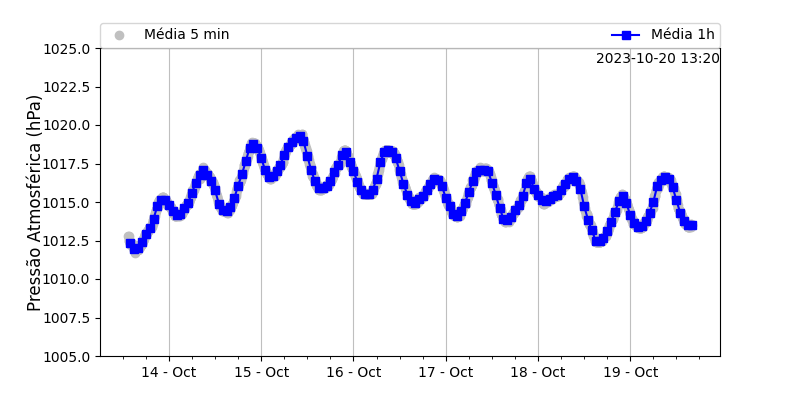 Média 5 min
Média 1h
2023-10-20 13:20
Pressão Atmosférica (hPa)
1025.0
1022.5
1020.0
1017.5
1015.0
1012.5
1010.0
1007.5
1005.0
14 - Oct
15 - Oct
16 - Oct
17 - Oct
18 - Oct
19 - Oct